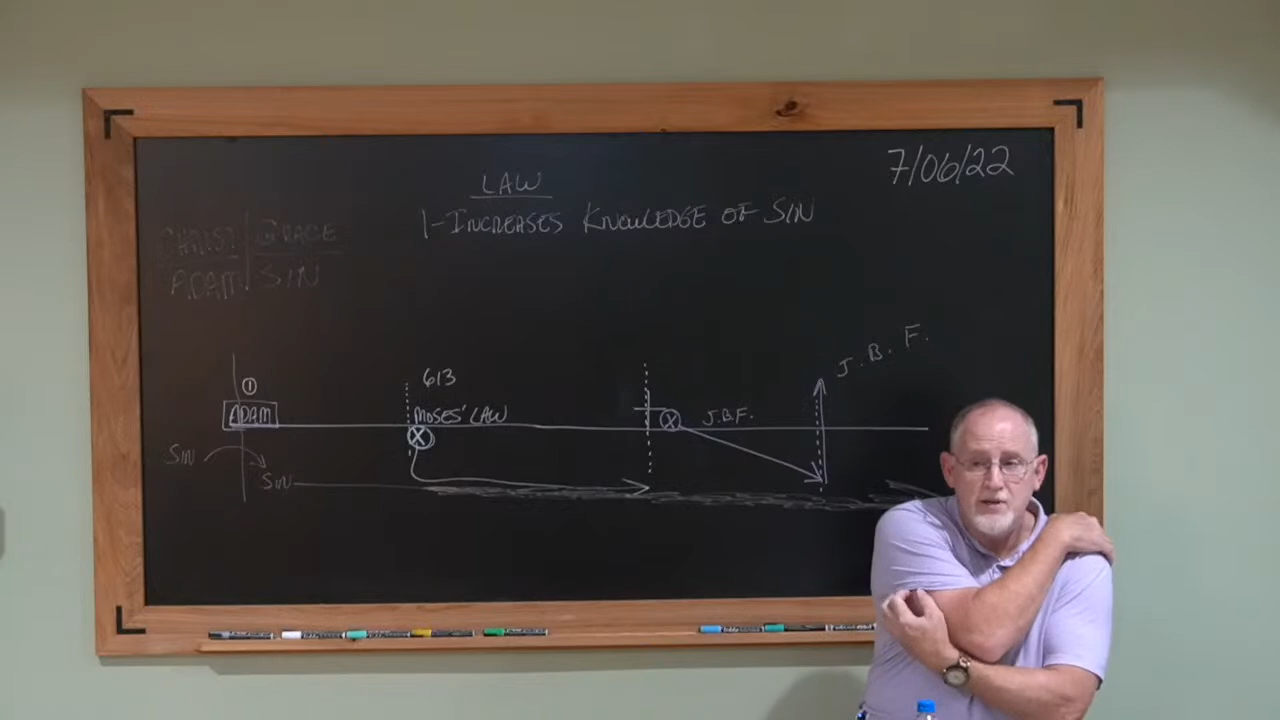 7/06/22
LAW
1-INCREASES KNOWLEDGE OF SIN
CHRIST GRACE
ADAM SIN
J. B. F.
1
613
ADAM
MOSES' LAW
X
X
J.B.F.
SIN
SIN